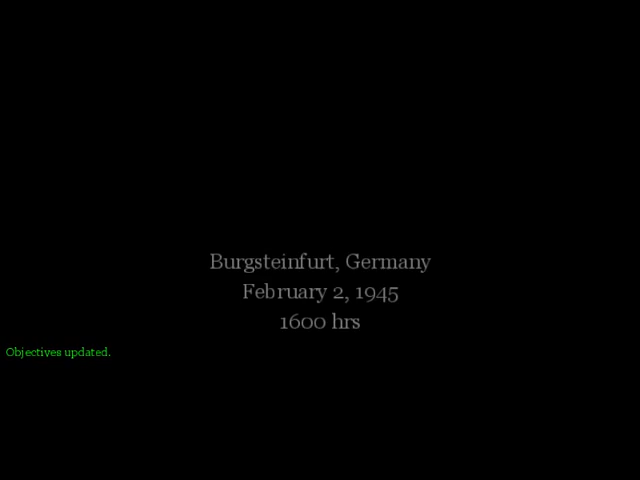 Burgsteinfurt, Germany
February 2, 1945
1600 hrs
Objectives updated.